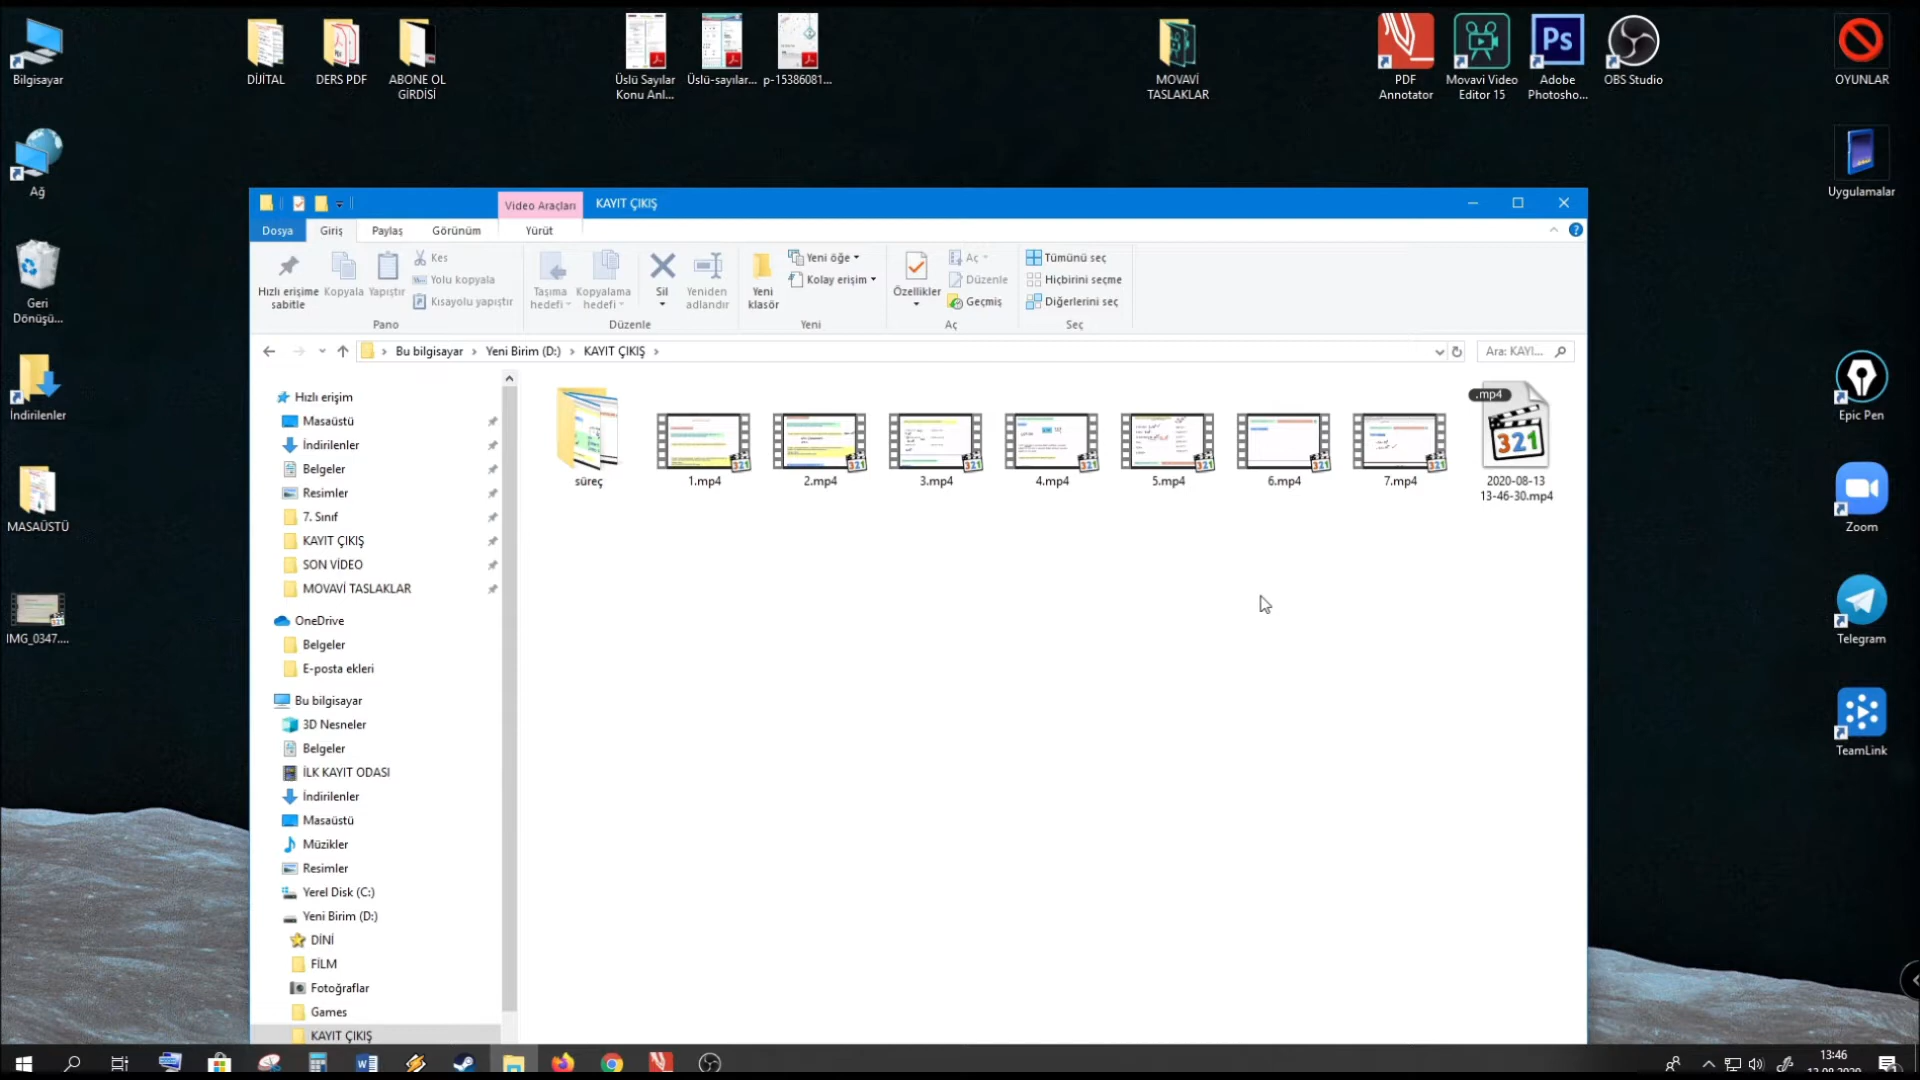 Bilgisayar
DİJİTAL
DERS PDF
ABONE OL
GİRDİSİ
Üslü Sayılar
Konu Anl...
Üslü-sayılar...
p-15386081...
MOVAVİ
TASLAKLAR
PDF
Annotator
Movavi Video
Editor 15
Ps
Adobe
Photosho...
OBS Studio
OYUNLAR
Ağ
Uygulamalar
Geri
Dönüşü...
İndirilenler
MASAÜSTÜ
IMG_0347....
Epic Pen
Zoom
Telegram
TeamLink
Video Araçları
KAYIT ÇIKIŞ
Dosya
Giriş
Paylaş
Görünüm
Yürüt
Hızlı erişime
sabitle
Kopyala
Yapıştır
Kes
Yolu kopyala
Kısayolu yapıştır
Pano
Taşıma
hedefi
Kopyalama
hedefi
Sil
Yeniden
adlandır
Düzenle
Yeni
klasör
Yeni öğe
Kolay erişim
Yeni
Özellikler
Aç
Düzenle
Geçmiş
Aç
Tümünü seç
Hiçbirini seçme
Diğerlerini seç
Seç
Bu bilgisayar
Yeni Birim (D:)
KAYIT ÇIKIŞ
Ara: KAYI...
Hızlı erişim
Masaüstü
İndirilenler
Belgeler
Resimler
7. Sınıf
KAYIT ÇIKIŞ
SON VİDEO
MOVAVİ TASLAKLAR
OneDrive
Belgeler
E-posta ekleri
Bu bilgisayar
3D Nesneler
Belgeler
İLK KAYIT ODASI
İndirilenler
Masaüstü
Müzikler
Resimler
Yerel Disk (C:)
Yeni Birim (D:)
DİNİ
FİLM
Fotoğraflar
Games
KAYIT ÇIKIŞ
süreç
1.mp4
2.mp4
3.mp4
4.mp4
5.mp4
6.mp4
7.mp4
.mp4
321
2020-08-13
13-46-30.mp4
13:46